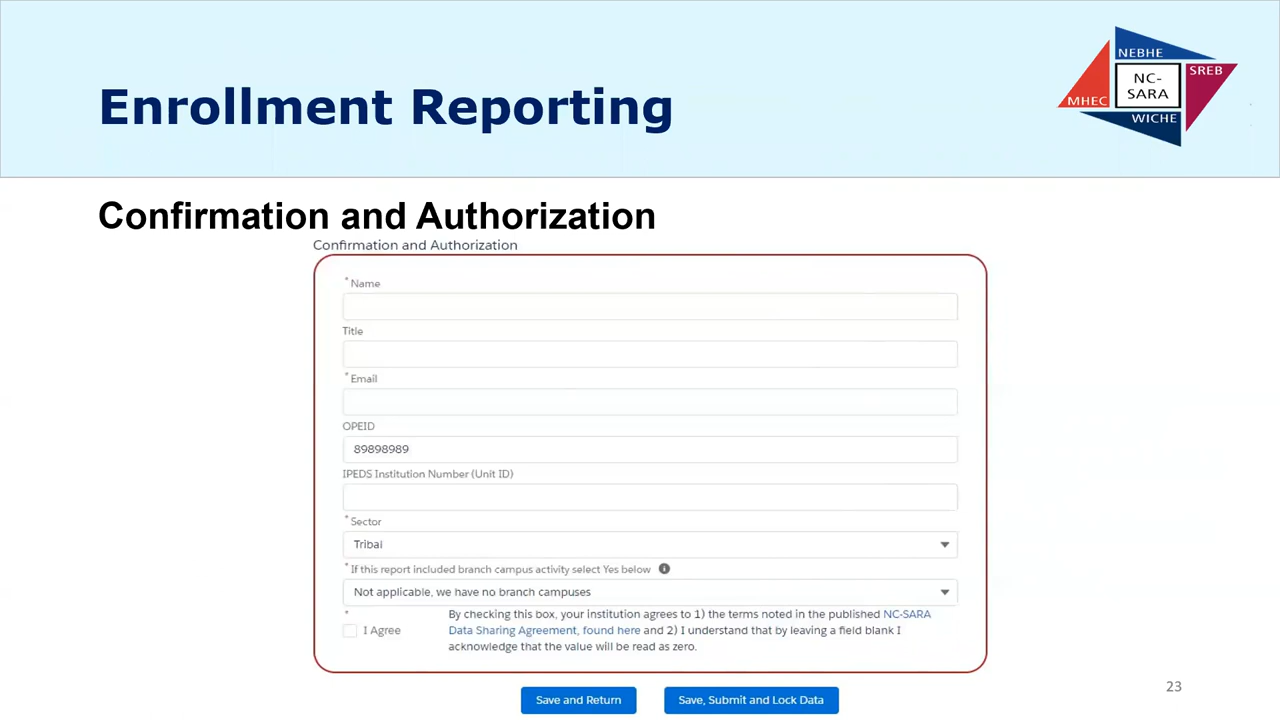 Enrollment Reporting
NEBHE
SREB
NC-
SARA
MHEC
WICHE
Confirmation and Authorization
Confirmation and Authorization
* Name
Title
* Email
OPEID
89898989
IPEDS Institution Number (Unit ID)
* Sector
Tribal
* If this report included branch campus activity select Yes below
Not applicable, we have no branch campuses
*
I Agree
By checking this box, your institution agrees to 1) the terms noted in the published NC-SARA
Data Sharing Agreement, found here and 2) I understand that by leaving a field blank I
acknowledge that the value will be read as zero.
Save and Return
Save, Submit and Lock Data
23